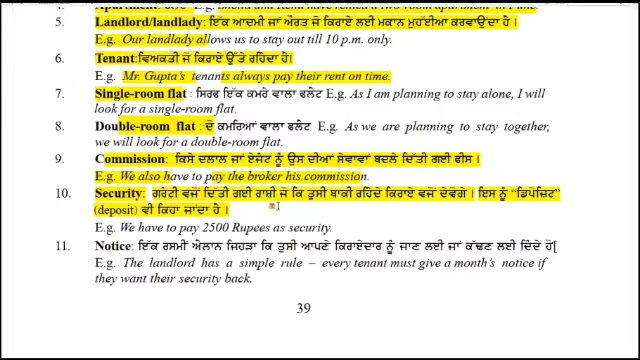 5. Landlord/landlady: ਇੱਕ ਆਦਮੀ ਜਾਂ ਔਰਤ ਜੋ ਕਿਰਾਏ ਲਈ ਮਕਾਨ ਮੁਹੱਈਆ ਕਰਵਾਉਂਦਾ ਹੈ।
E.g. Our landlady allows us to stay out till 10 p.m. only.
6. Tenant:ਵਿਅਕਤੀ ਜੋ ਕਿਰਾਏ ਉੱਤੇ ਰਹਿੰਦਾ ਹੈ।
E.g. Mr. Gupta's tenants always pay their rent on time.
7 Single-room flat : ਸਿਰਫ ਇੱਕ ਕਮਰੇ ਵਾਲਾ ਫਲੈਟ E.g. As I am planning to stay alone, I will
look for a single-room flat.
8 Double-room flat : ਦੋ ਕਮਰਿਆਂ ਵਾਲਾ ਫਲੈਟ E.g. As we are planning to stay together,
we will look for a double-room flat.
9 Commission: ਕਿਸੇ ਦਲਾਲ ਜਾਂ ਏਜੰਟ ਨੂੰ ਉਸ ਦੀਆਂ ਸੇਵਾਵਾਂ ਬਦਲੇ ਦਿੱਤੀ ਗਈ ਫੀਸ।
E.g. We also have to pay the broker his commission.
10. Security: ਗਰੰਟੀ ਵਜੋਂ ਦਿੱਤੀ ਗਈ ਰਾਸ਼ੀ ਜੋ ਕਿ ਤੁਸੀ ਬਾਕੀ ਰਹਿੰਦੇ ਕਿਰਾਏ ਵਜੋਂ ਦੇਵਗੇ। ਇਸ ਨੂੰ “ਡਿਪੋਜ਼ਿਟ”
(deposit) ਵੀ ਕਿਹਾ ਜਾਂਦਾ ਹੈ।
E.g. We have to pay 2500 Rupees as security.
11. Notice: ਇੱਕ ਰਸਮੀਂ ਐਲਾਨ ਜਿਹੜਾ ਕਿ ਤੁਸੀ ਆਪਣੇ ਕਿਰਾਏਦਾਰ ਨੂੰ ਜਾਣ ਲਈ ਜਾਂ ਕੱਢਣ ਲਈ ਦਿੰਦੇ ਹੋ[
E.g. The landlord has a simple rule – every tenant must give a month's notice if
they want their security back.
39